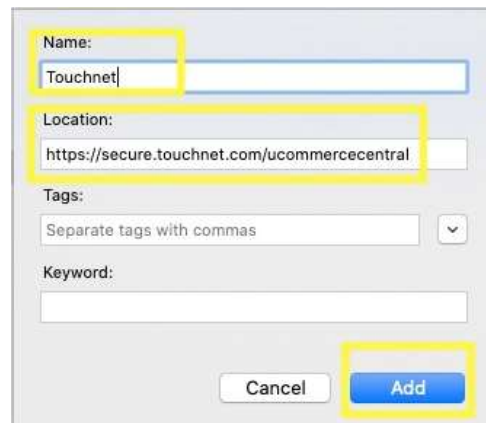 Name:
Touchnet
Location:
https://secure.touchnet.com/ucommercecentral
Tags:
Separate tags with commas
Keyword:
Cancel Add